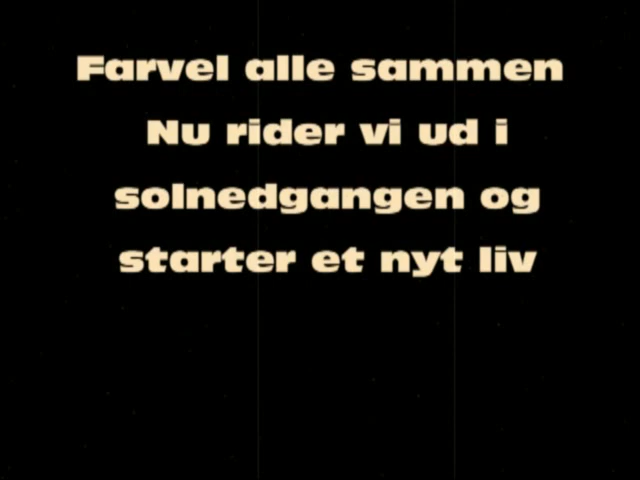 Farvel alle sammen
Nu rider vi ud i
solnedgangen og
starter et nyt liv